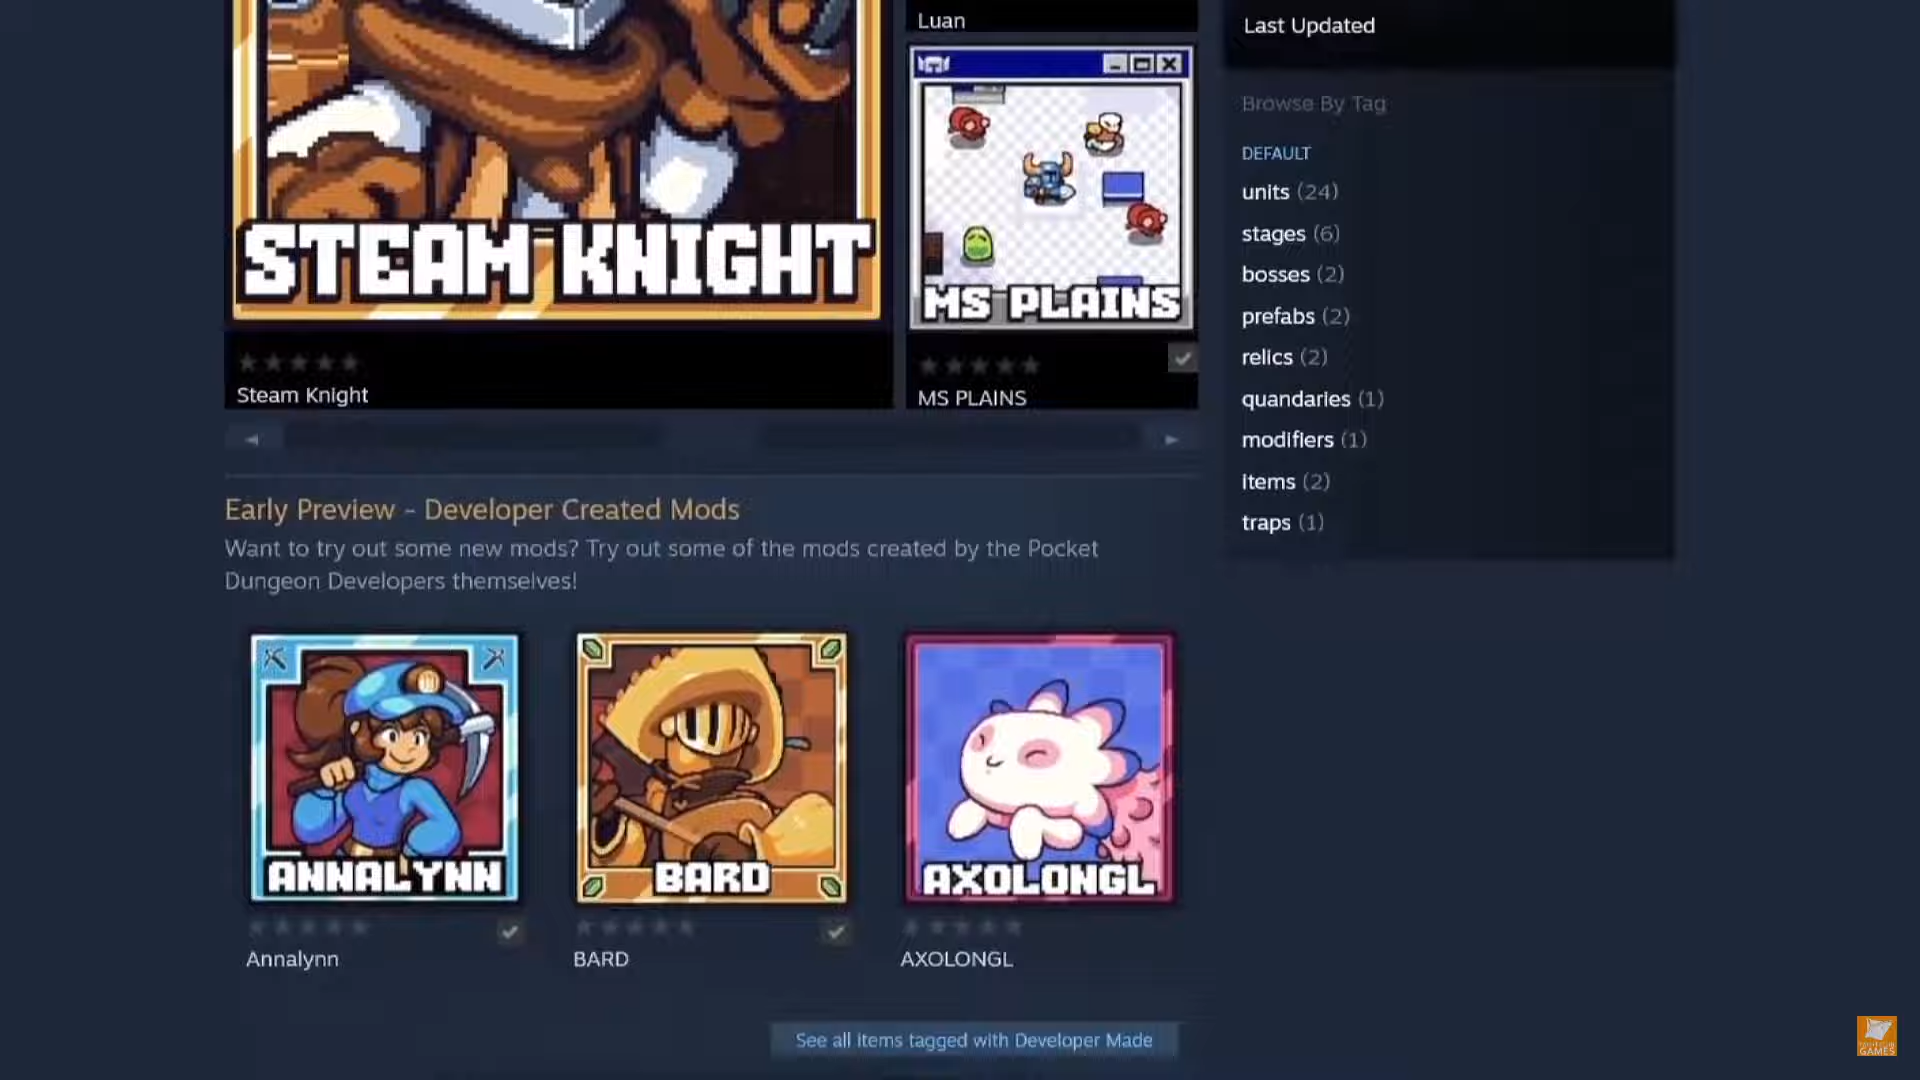 STEAM KNIGHT
Steam Knight
Luan
MS PLAINS
MS PLAINS
Last Updated
Browse By Tag
DEFAULT
units (24)
stages (6)
bosses (2)
prefabs (2)
relics (2)
quandaries (1)
modifiers (1)
items (2)
traps (1)
Early Preview - Developer Created Mods
Want to try out some new mods? Try out some of the mods created by the Pocket
Dungeon Developers themselves!
ANNALYNN
Annalynn
BARD
BARD
AXOLONGL
AXOLONGL
See all items tagged with Developer Made
GAMES